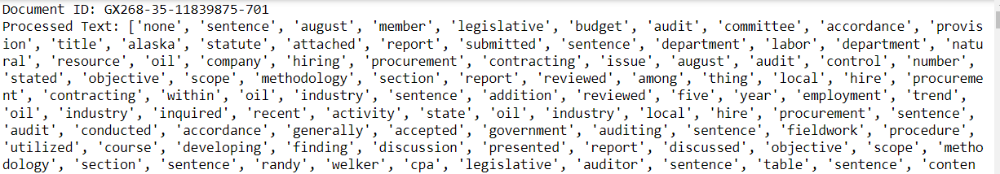 Document ID: GX268-35-11839875-701
Processed Text: ['none', 'sentence', 'august', 'member', 'legislative', 'budget', 'audit', 'committee', 'accordance', 'provis
ion', 'title', 'alaska', 'statute', 'attached', 'report', 'submitted', 'sentence', 'department', 'labor', 'department', 'natu
ral', 'resource', 'oil', 'company', 'hiring', 'procurement', 'contracting', 'issue', 'august', 'audit', 'control', 'number',
'stated', 'objective', 'scope', 'methodology', 'section', 'report', 'reviewed', 'among', 'thing', 'local', 'hire', 'procureme
nt', 'contracting', 'within', 'oil', 'industry', 'sentence', 'addition', 'reviewed', 'five', 'year', 'employment', 'trend',
'oil', 'industry', 'inquired', 'recent', 'activity', 'state', 'oil', 'industry', 'local', 'hire', 'procurement', 'sentence',
'audit', 'conducted', 'accordance', 'generally', 'accepted', 'government', 'auditing', 'sentence', 'fieldwork', 'procedure',
'utilized', 'course', 'developing', 'finding', 'discussion', 'presented', 'report', 'discussed', 'objective', 'scope', 'metho
dology', 'section', 'sentence', 'randy', 'welker', 'cpa', 'legislative', 'auditor', 'sentence', 'table', 'sentence', 'conten